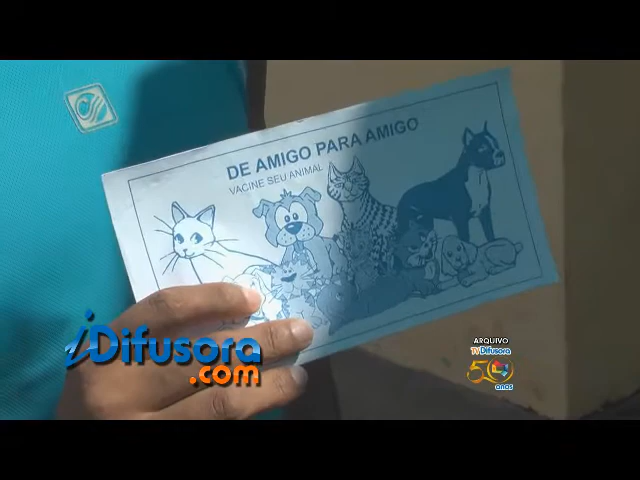 DE AMIGO PARA AMIGO
VACINE SEU ANIMAL
iDifusora
.com
ARQUIVO
TV Difusora
50
anos